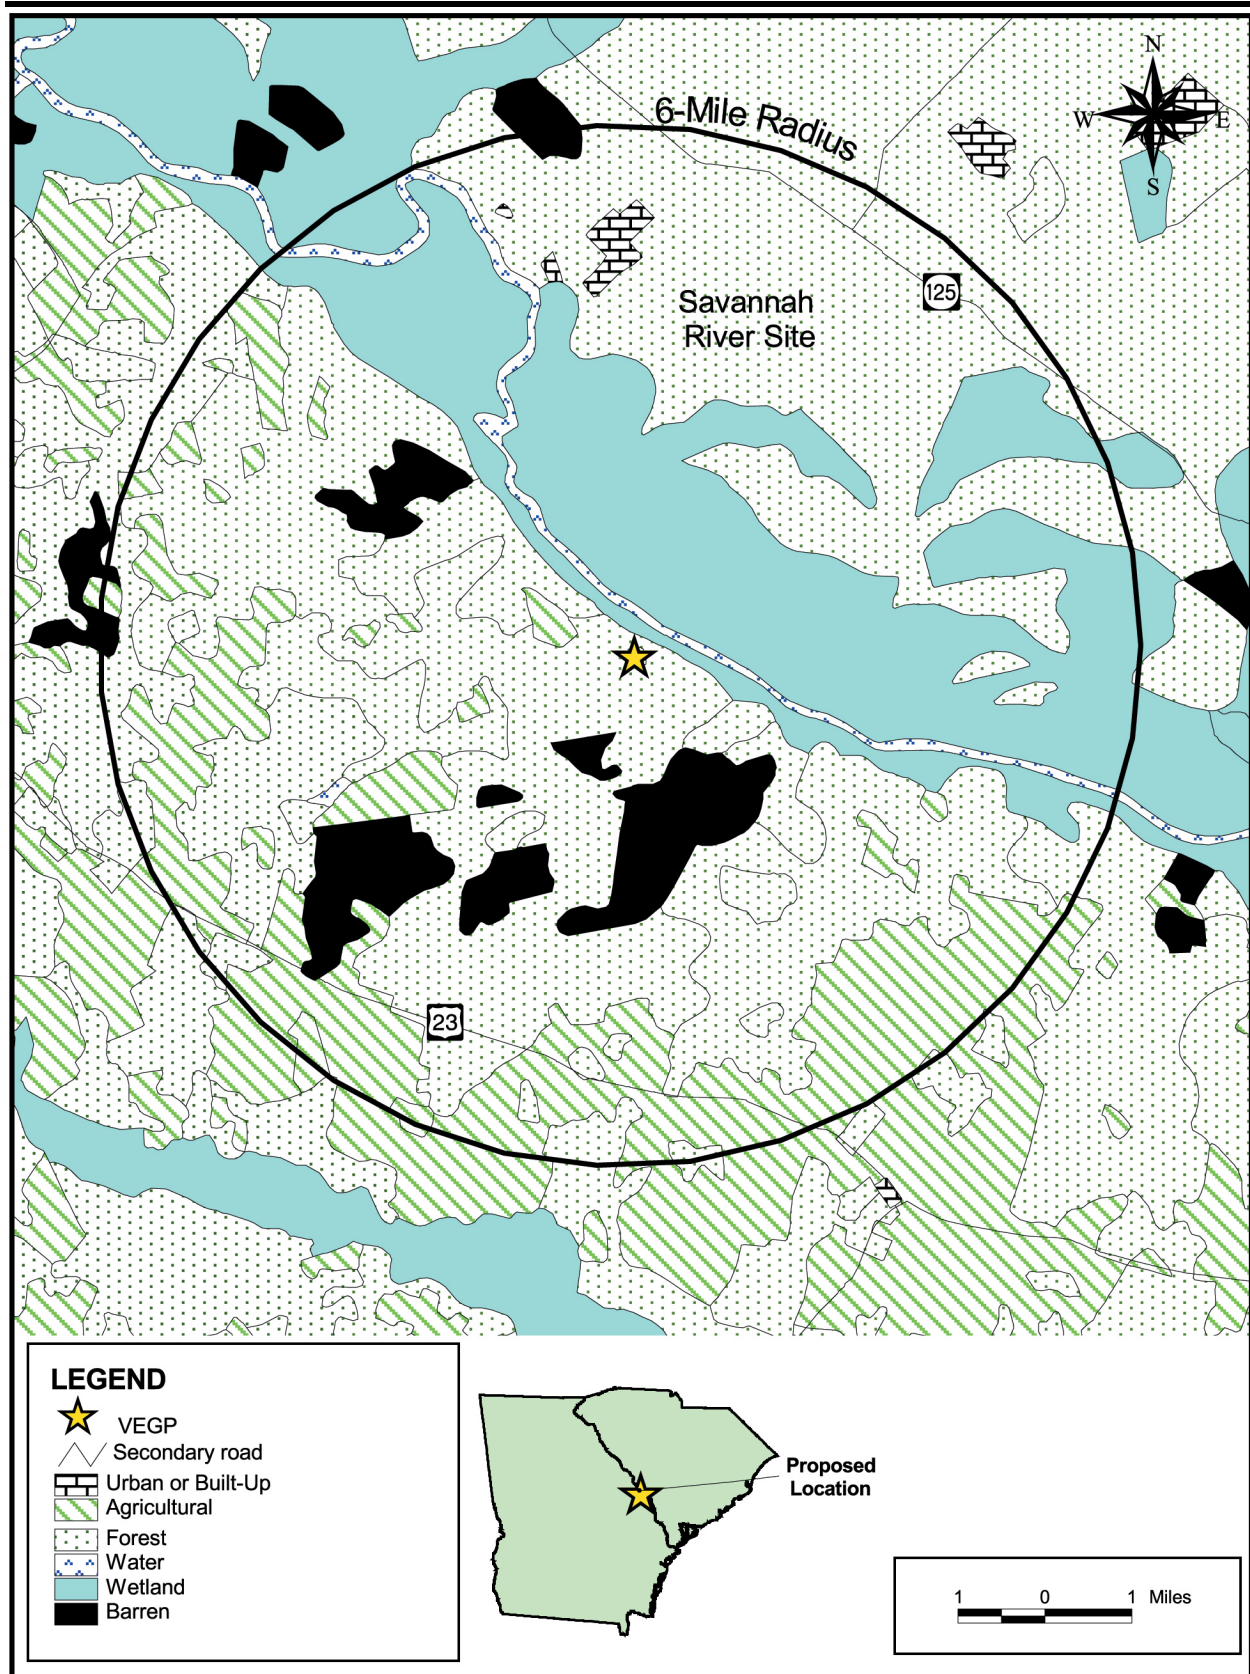 N
W
E
S
6-Mile Radius
125
Savannah
River Site
23
LEGEND
VEGP
Secondary road
Urban or Built-Up
Agricultural
Forest
Water
Wetland
Barren
Proposed
Location
1 0 1 Miles